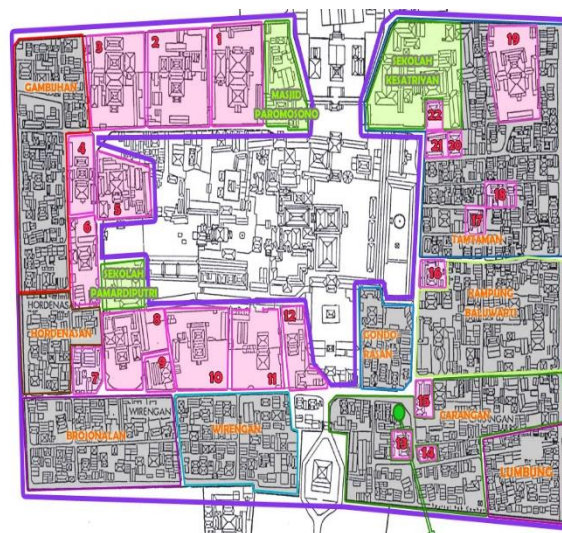 3
2
1
19
GAMBUHAN
MASJID
PAROMOSONO
SEKOLAH
KESATRIYAN
22
21
20
4
5
18
17
TAMTAMAN
6
16
SEKOLAH
PAMARDIPUTRI
KAMPUNG
BALUWARTI
HORDENAS
HORDENAJAN
8
12
GONDO
RASAN
7
9
10
11
15
CARANGAN
WIRENGAN
BROJONALAN
WIRENGAN
13
14
LUMBUNG